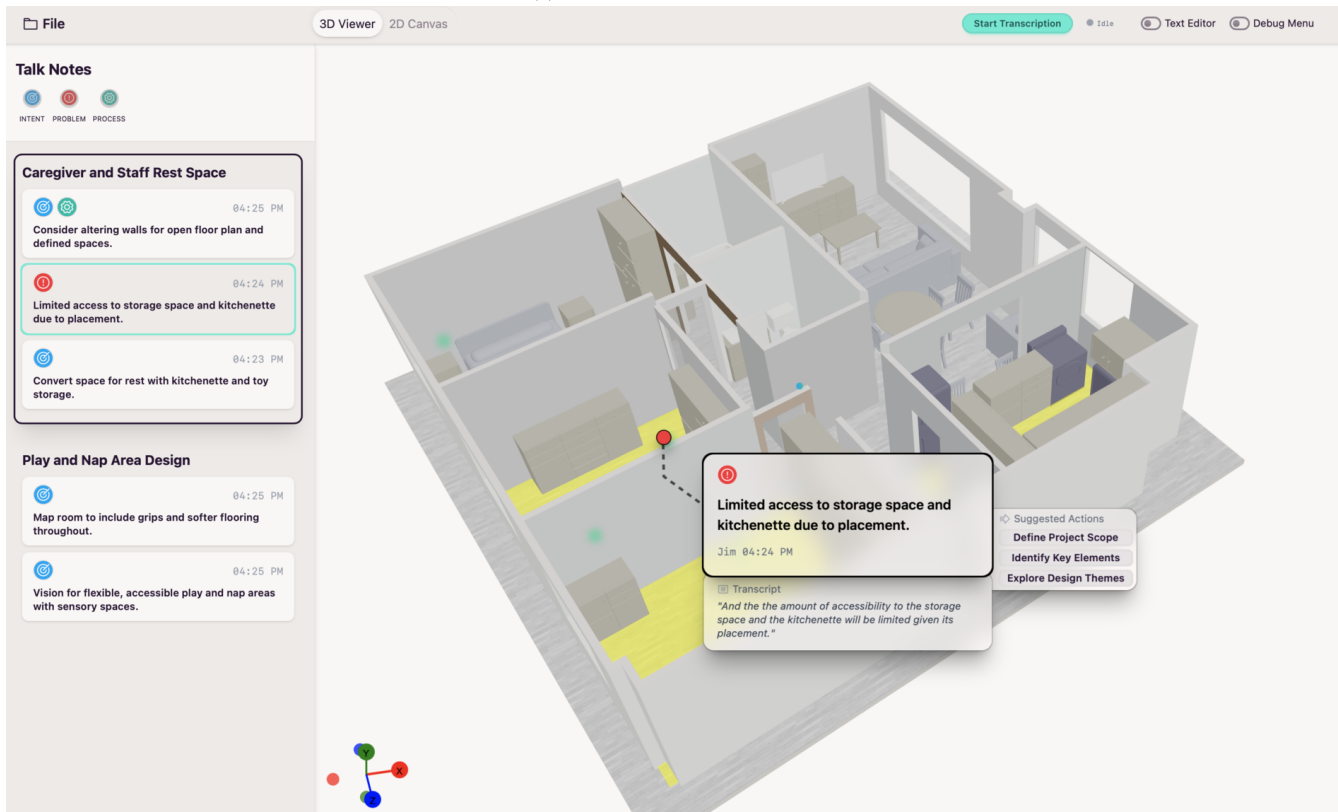 File
3D Viewer
2D Canvas
Start Transcription
Idle
Text Editor
Debug Menu
Talk Notes
INTENT
PROBLEM
PROCESS
Caregiver and Staff Rest Space
04:25 PM
Consider altering walls for open floor plan and
defined spaces.
04:24 PM
Limited access to storage space and kitchenette
due to placement.
04:23 PM
Convert space for rest with kitchenette and toy
storage.
Play and Nap Area Design
04:25 PM
Map room to include grips and softer flooring
throughout.
04:25 PM
Vision for flexible, accessible play and nap areas
with sensory spaces.
Limited access to storage space and
kitchenette due to placement.
Jim 04:24 PM
Transcript
"And the the amount of accessibility to the storage
space and the kitchenette will be limited given its
placement."
Suggested Actions
Define Project Scope
Identify Key Elements
Explore Design Themes
Y
X
Z